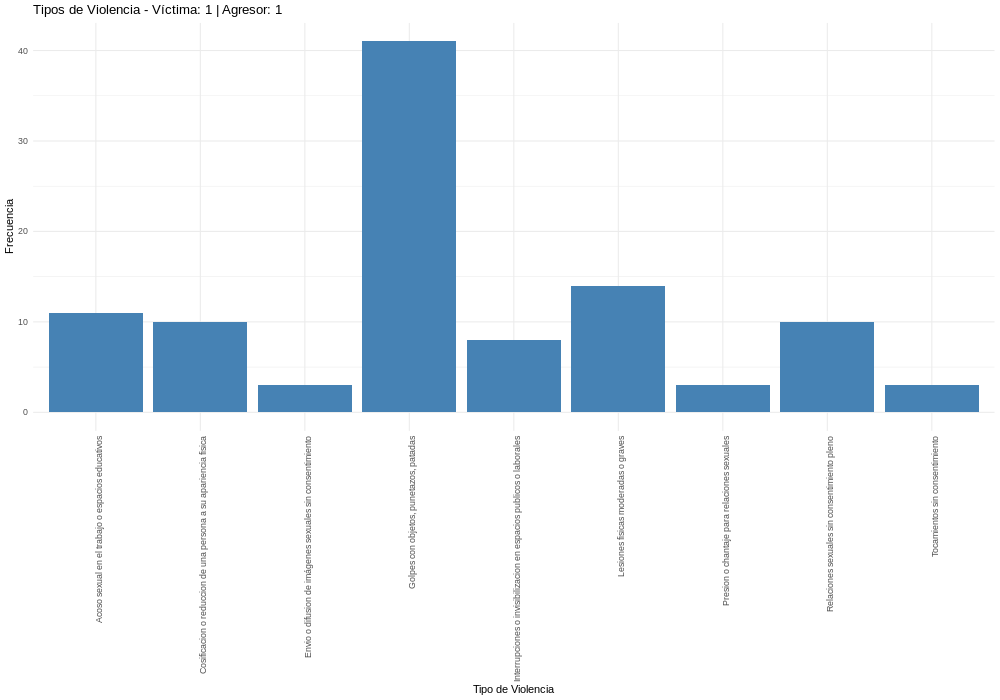 Tipos de Violencia - Víctima: 1 | Agresor: 1
Frecuencia
40
30
20
10
0
Acoso sexual en el trabajo o espacios educativos
Cosificacion o reduccion de una persona a su apariencia fisica
Envio o difusion de imágenes sexuales sin consentimiento
Golpes con objetos, punetazos, patadas
Interrupciones o invisibilizacion en espacios publicos o laborales
Lesiones fisicas moderadas o graves
Presion o chantaje para relaciones sexuales
Relaciones sexuales sin consentimiento pleno
Tocamientos sin consentimiento
Tipo de Violencia